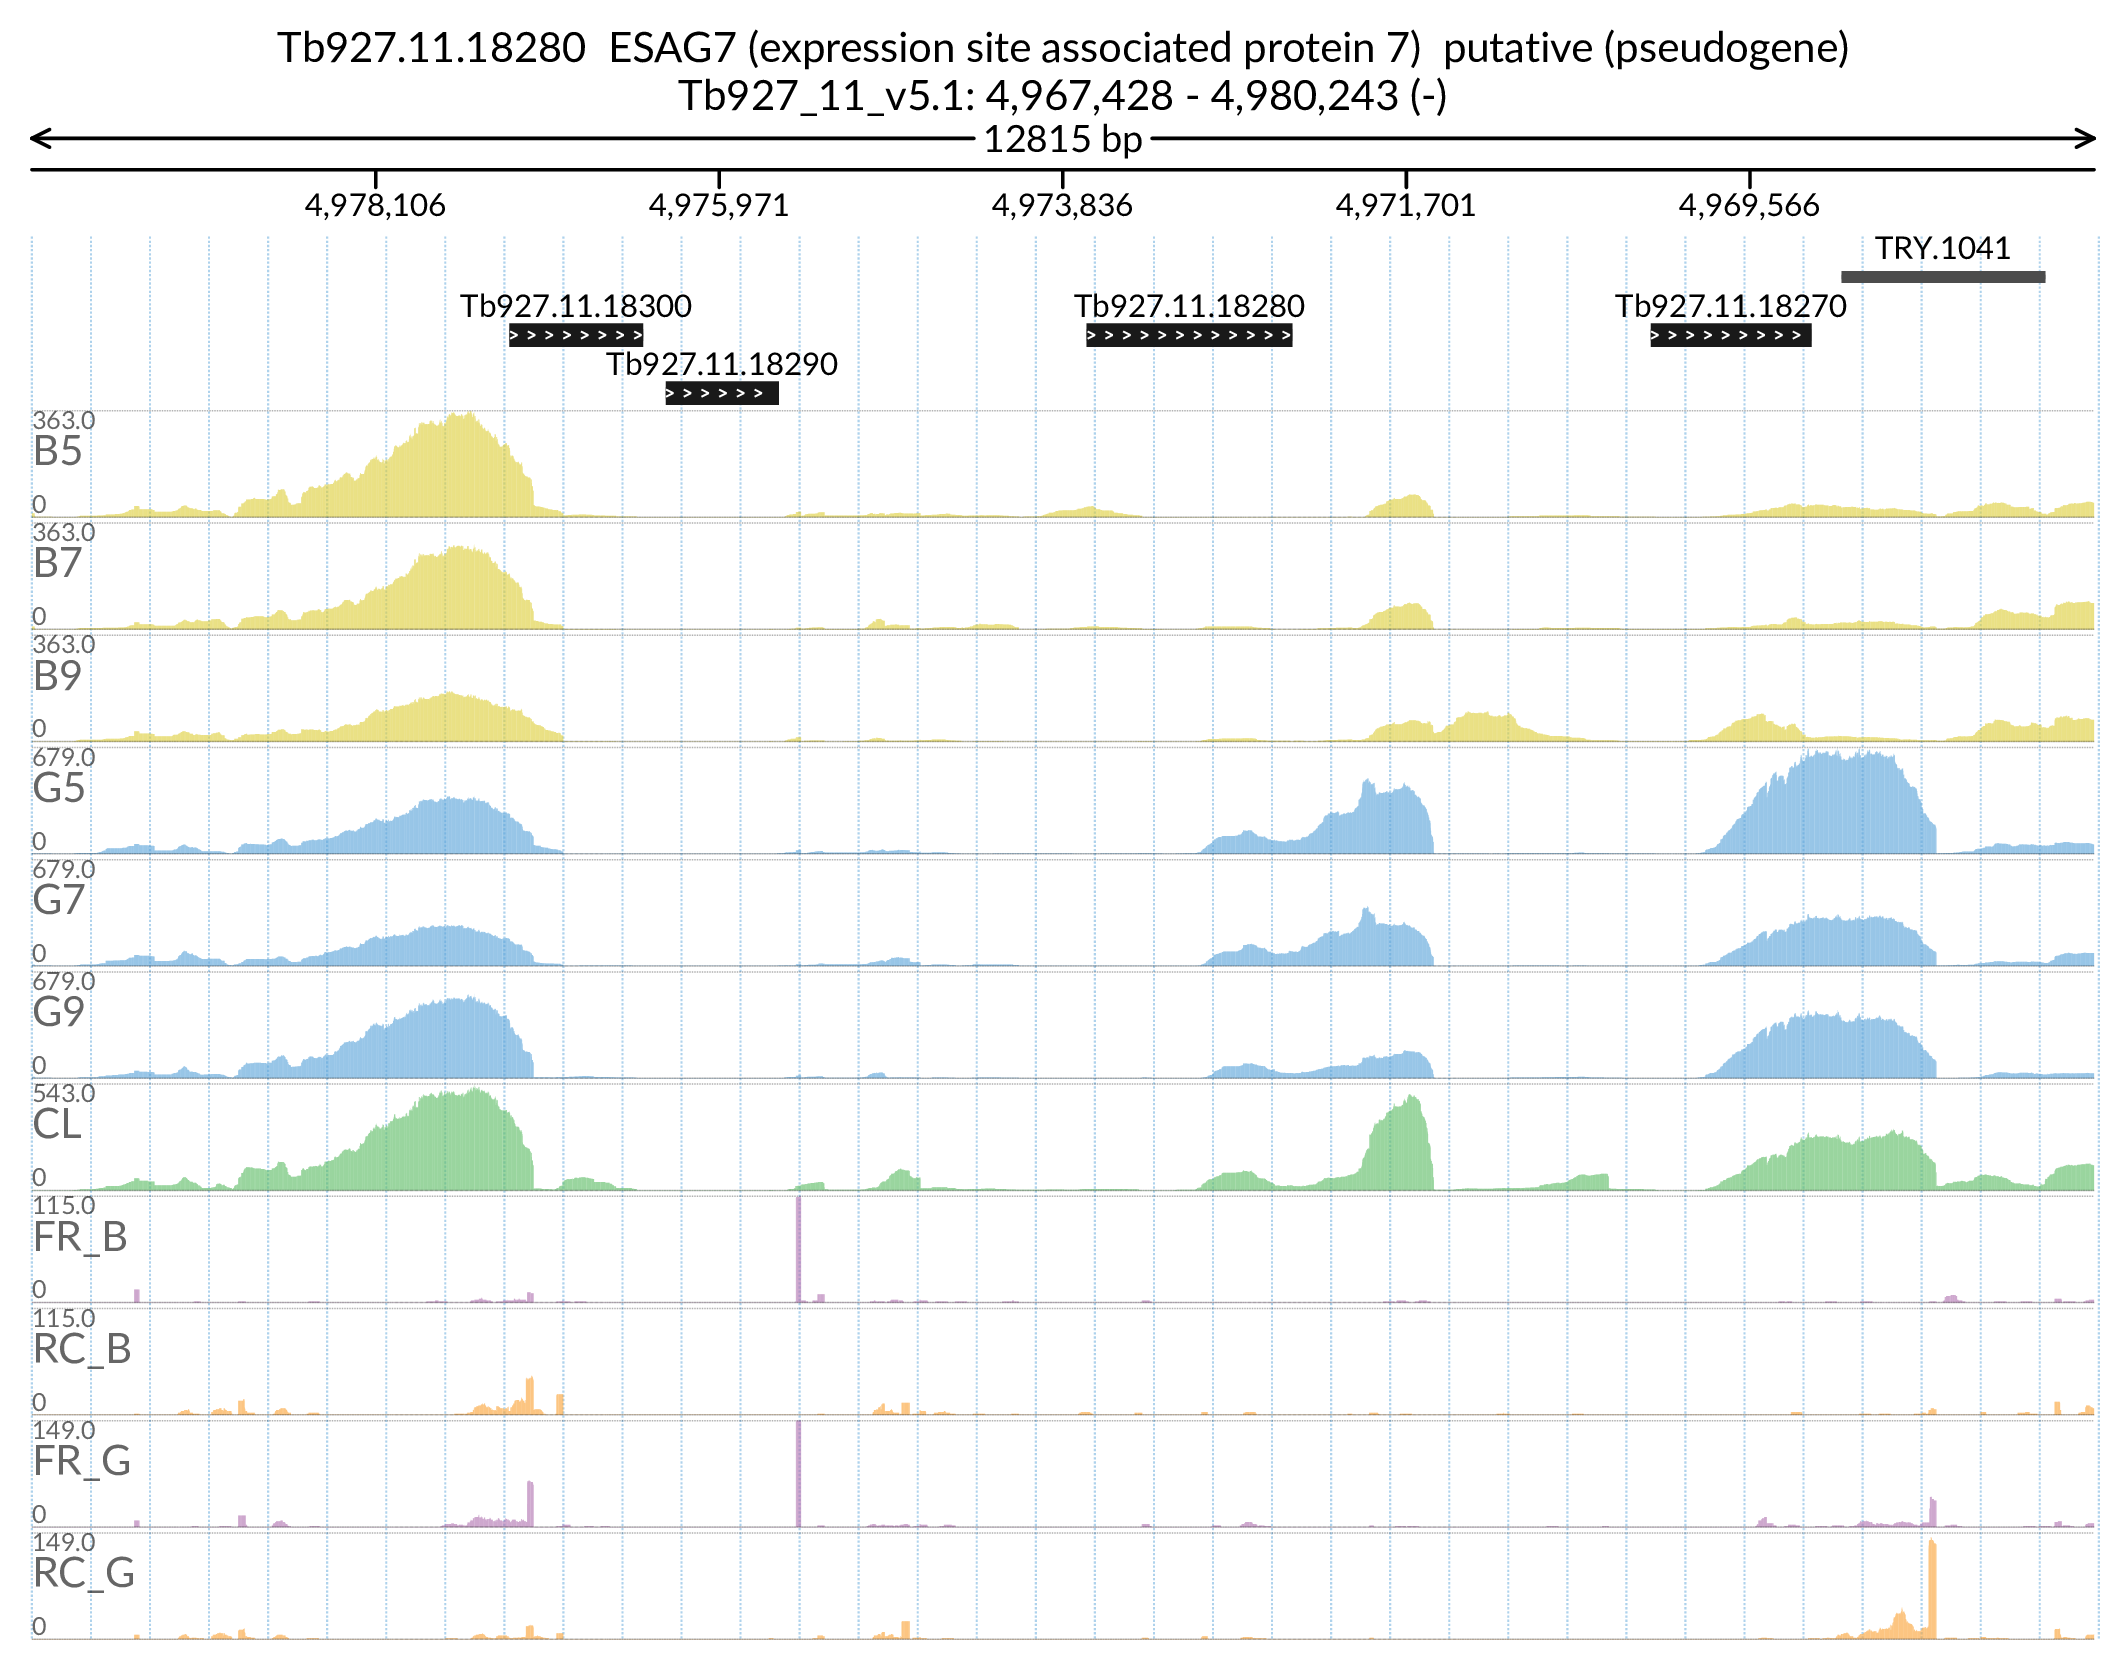 Tb927.11.18280 ESAG7 (expression site associated protein 7) putative (pseudogene)
Tb927_11_v5.1: 4,967,428 - 4,980,243 (-)
12815 bp
4,978,106 4,975,971 4,973,836 4,971,701 4,969,566
TRY.1041
Tb927.11.18300 Tb927.11.18280 Tb927.11.18270
Tb927.11.18290
363.0
B5
0
363.0
B7
0
363.0
B9
0
679.0
G5
0
679.0
G7
0
679.0
G9
0
543.0
CL
0
115.0
FR_B
0
115.0
RC_B
0
149.0
FR_G
0
149.0
RC_G
0